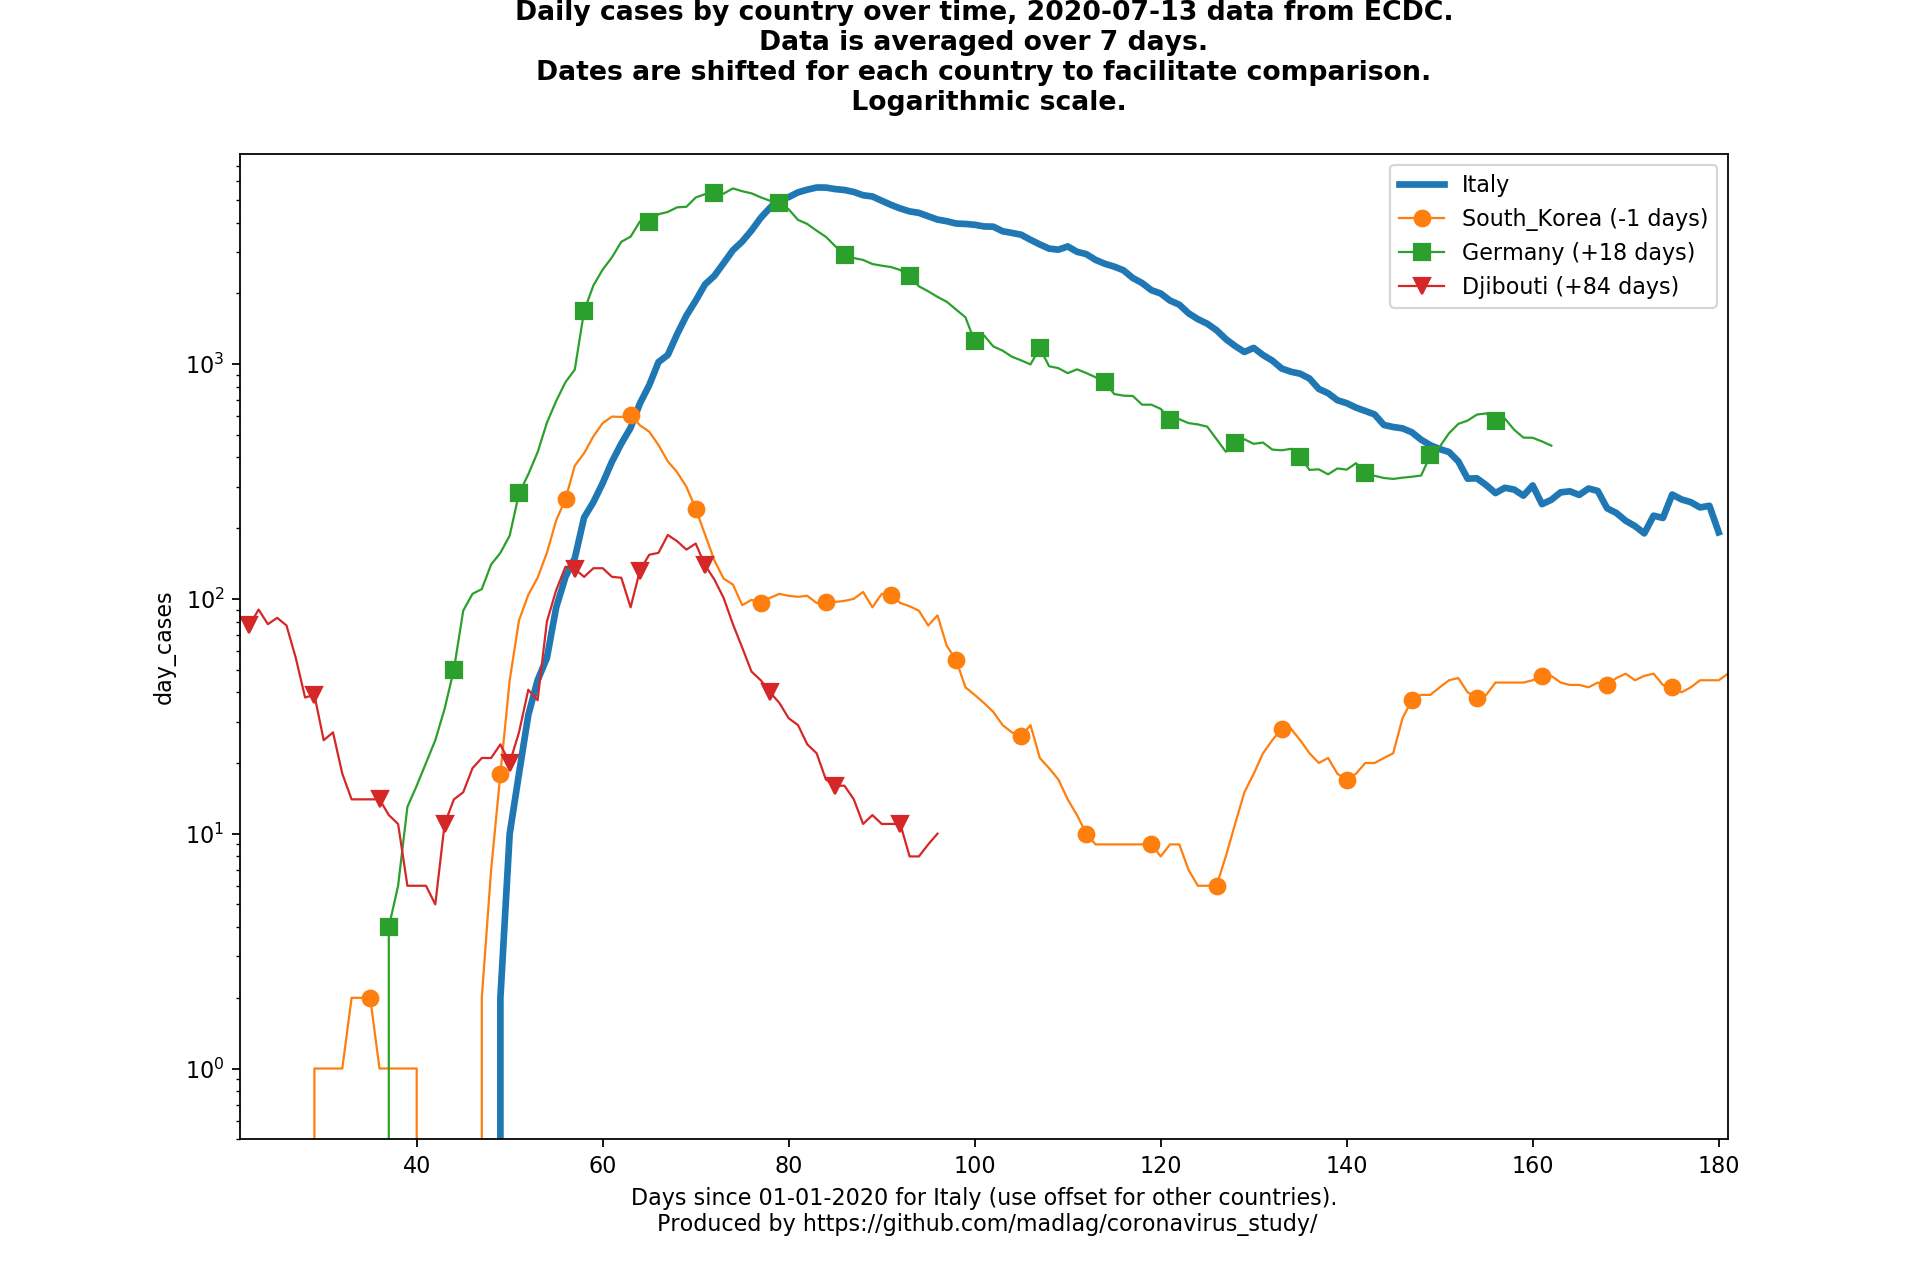 Daily cases by country over time, 2020-07-13 data from ECDC.
Data is averaged over 7 days.
Dates are shifted for each country to facilitate comparison.
Logarithmic scale.
Italy
South_Korea (-1 days)
Germany (+18 days)
Djibouti (+84 days)
day_cases
10³
10²
10¹
10⁰
40 60 80 100 120 140 160 180
Days since 01-01-2020 for Italy (use offset for other countries).
Produced by https://github.com/madlag/coronavirus_study/